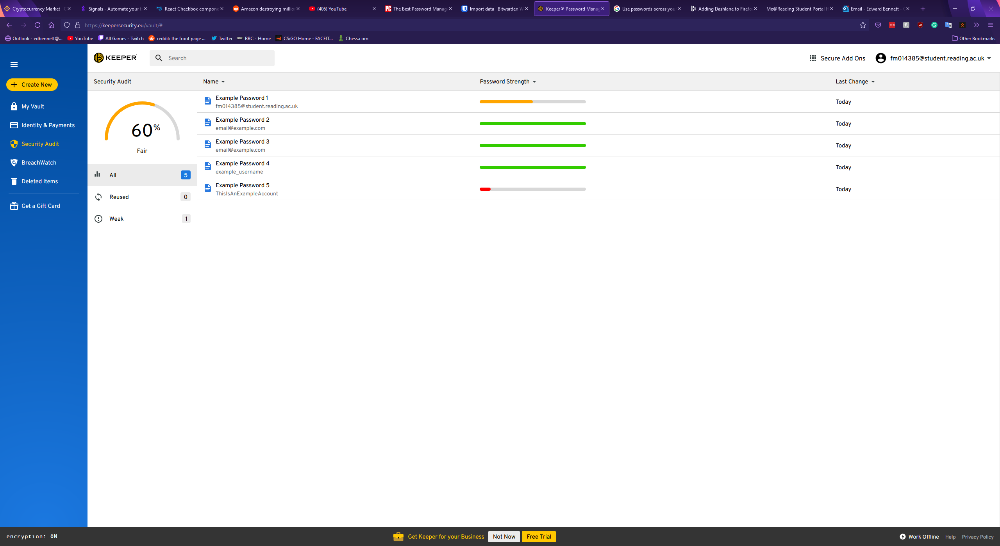 Cryptocurrency Market | C
Signals - Automate your t
React Checkbox compone
Amazon destroying millio
(406) YouTube
The Best Password Manag
Import data | Bitwarden W
Keeper® Password Manag
Use passwords across your
Adding Dashlane to Firefo
Me@Reading Student Portal H
Email - Edward Bennett - O
https://keepersecurity.eu/vault/#
Outlook - edbennett@...
YouTube
All Games - Twitch
reddit: the front page ...
Twitter
BBC BBC - Home
CS:GO Home - FACEIT...
Chess.com
Other Bookmarks
KEEPER
Search
Secure Add Ons
fm014385@student.reading.ac.uk
Create New
My Vault
Identity & Payments
Security Audit
BreachWatch
Deleted Items
Get a Gift Card
Security Audit
60%
Fair
All 5
Reused 0
Weak 1
Name
Password Strength
Last Change
Example Password 1
fm014385@student.reading.ac.uk
Today
Example Password 2
email@example.com
Today
Example Password 3
email@example.com
Today
Example Password 4
example_username
Today
Example Password 5
ThisIsAnExampleAccount
Today
encryption: ON
Get Keeper for your Business
Not Now
Free Trial
Work Offline
Help
Privacy Policy